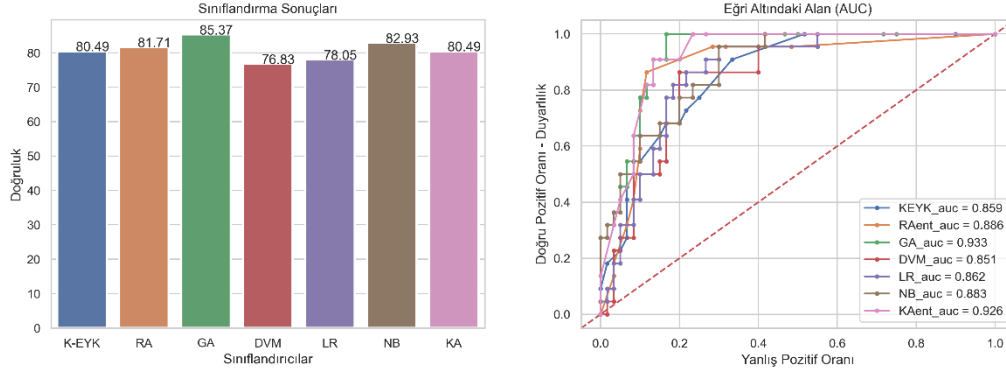 Sınıflandırma Sonuçları
80.49
81.71
85.37
76.83
78.05
82.93
80.49
Doğruluk
80
70
60
50
40
30
20
10
0
K-EYK RA GA DVM LR NB KA
Sınıflandırıcılar
Eğri Altındaki Alan (AUC)
Doğru Pozitif Oranı - Duyarlılık
1.0
0.8
0.6
0.4
0.2
0.0
KEYK_auc = 0.859
RAent_auc = 0.886
GA_auc = 0.933
DVM_auc = 0.851
LR_auc = 0.862
NB_auc = 0.883
KAent_auc = 0.926
0.0 0.2 0.4 0.6 0.8 1.0
Yanlış Pozitif Oranı